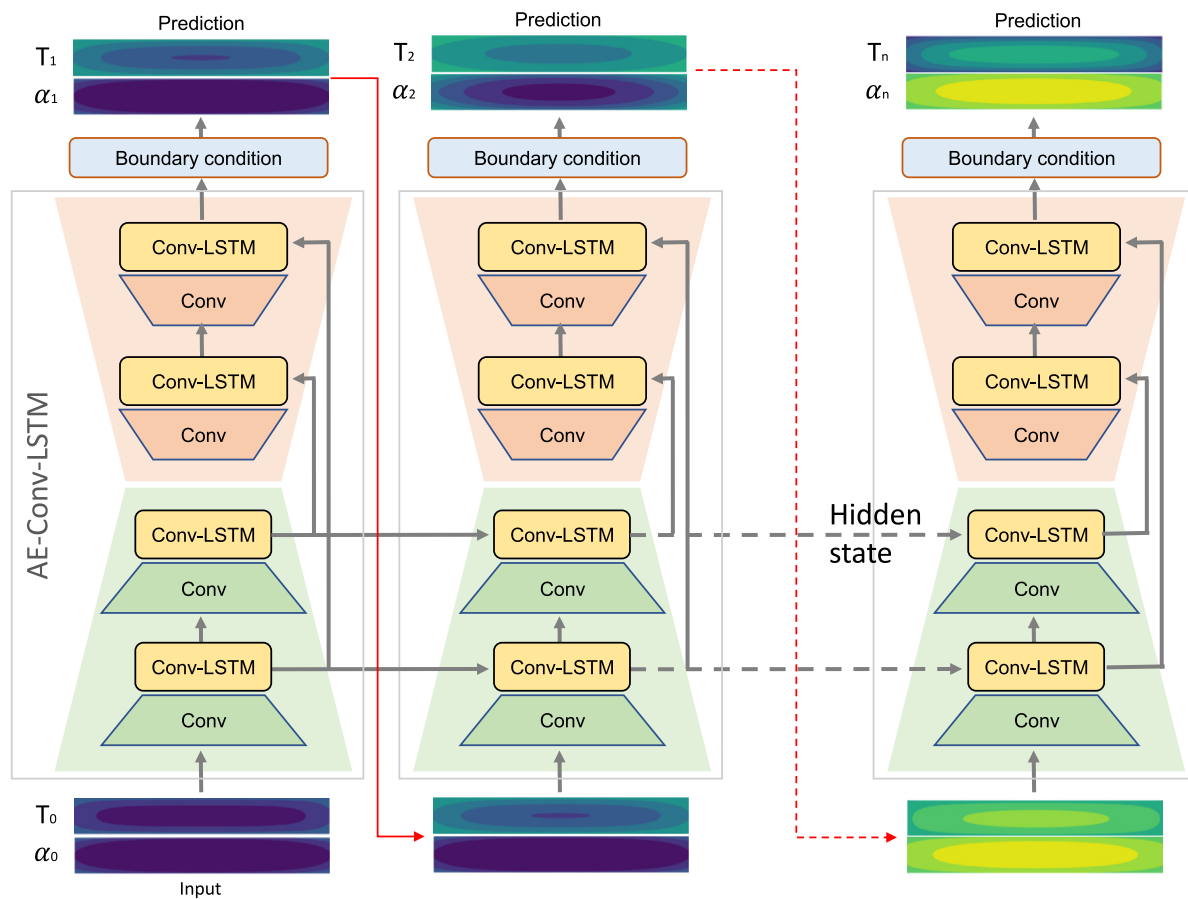 Prediction
T₁
α₁
Boundary condition
Conv-LSTM
Conv
Conv-LSTM
Conv
Conv-LSTM
Conv
Conv-LSTM
Conv
T₀
α₀
Input
AE-Conv-LSTM
Prediction
T₂
α₂
Boundary condition
Conv-LSTM
Conv
Conv-LSTM
Conv
Conv-LSTM
Conv
Conv-LSTM
Conv
Hidden
state
Prediction
Tₙ
αₙ
Boundary condition
Conv-LSTM
Conv
Conv-LSTM
Conv
Conv-LSTM
Conv
Conv-LSTM
Conv